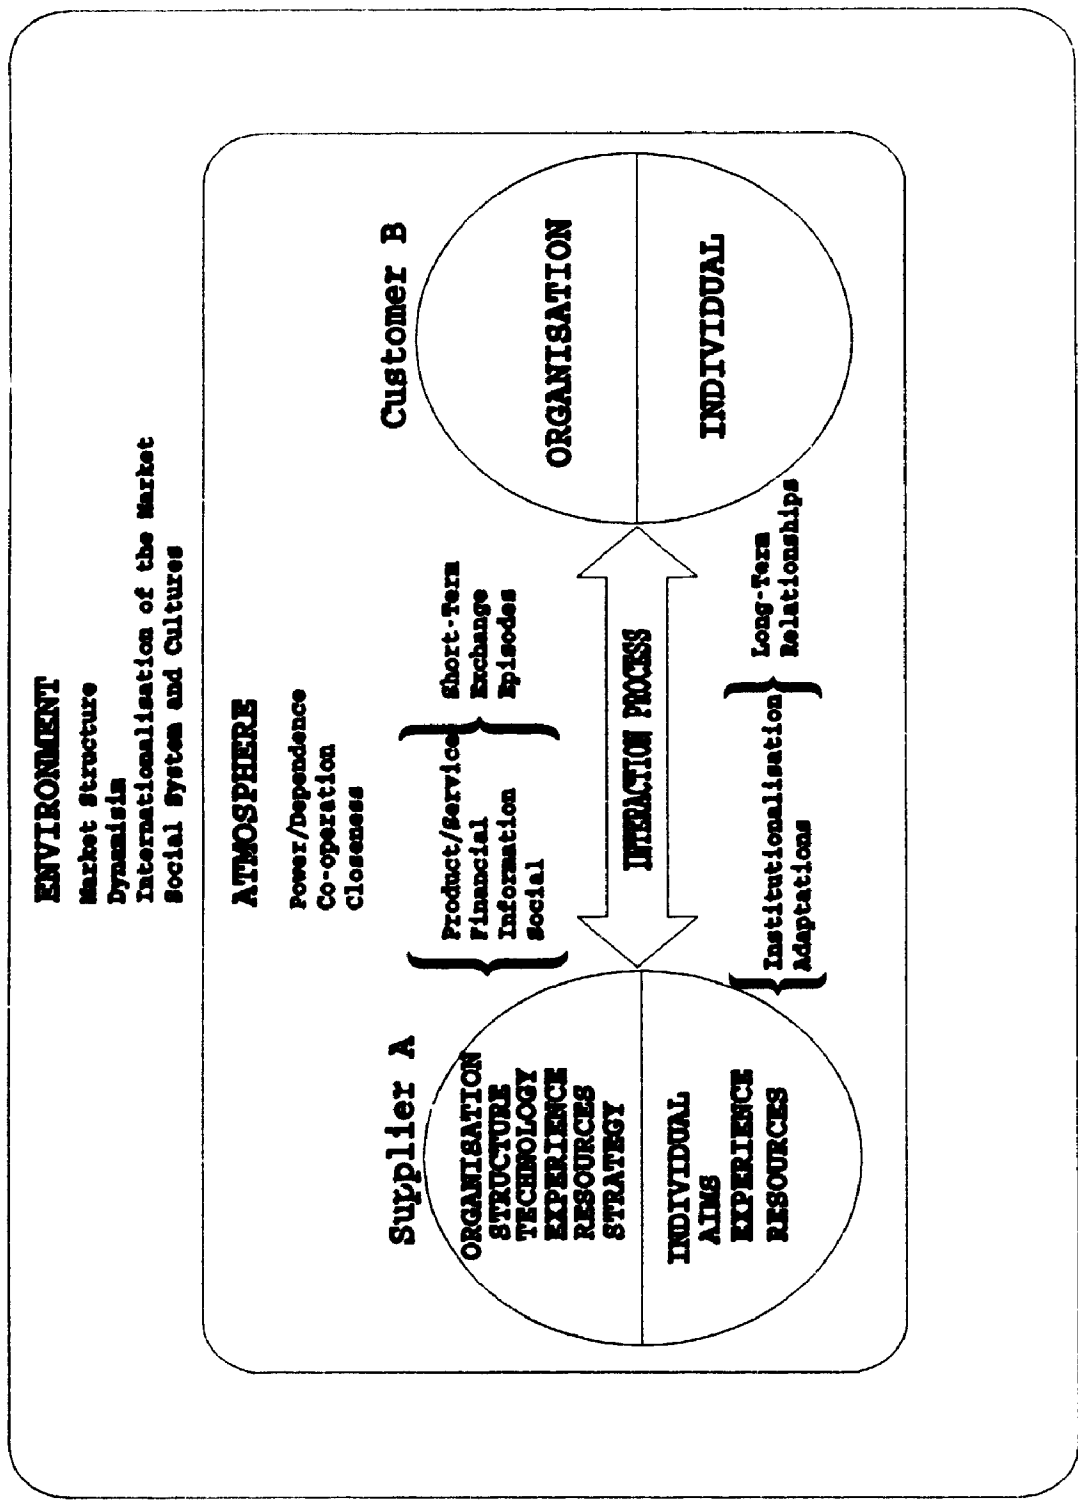 ENVIRONMENT
Market Structure
Dynamisim
Internationalisation of the Market
Social System and Cultures
ATMOSPHERE
Power/Dependence
Co-operation
Closeness
Supplier A
ORGANISATION
STRUCTURE
TECHNOLOGY
EXPERIENCE
RESOURCES
STRATEGY
INDIVIDUAL
AIMS
EXPERIENCE
RESOURCES
Product/Service
Financial
Information
Social
Short-Term
Exchange
Episodes
INTERACTION PROCESS
Institutionalisation
Adaptations
Long-Term
Relationships
Customer B
ORGANISATION
INDIVIDUAL